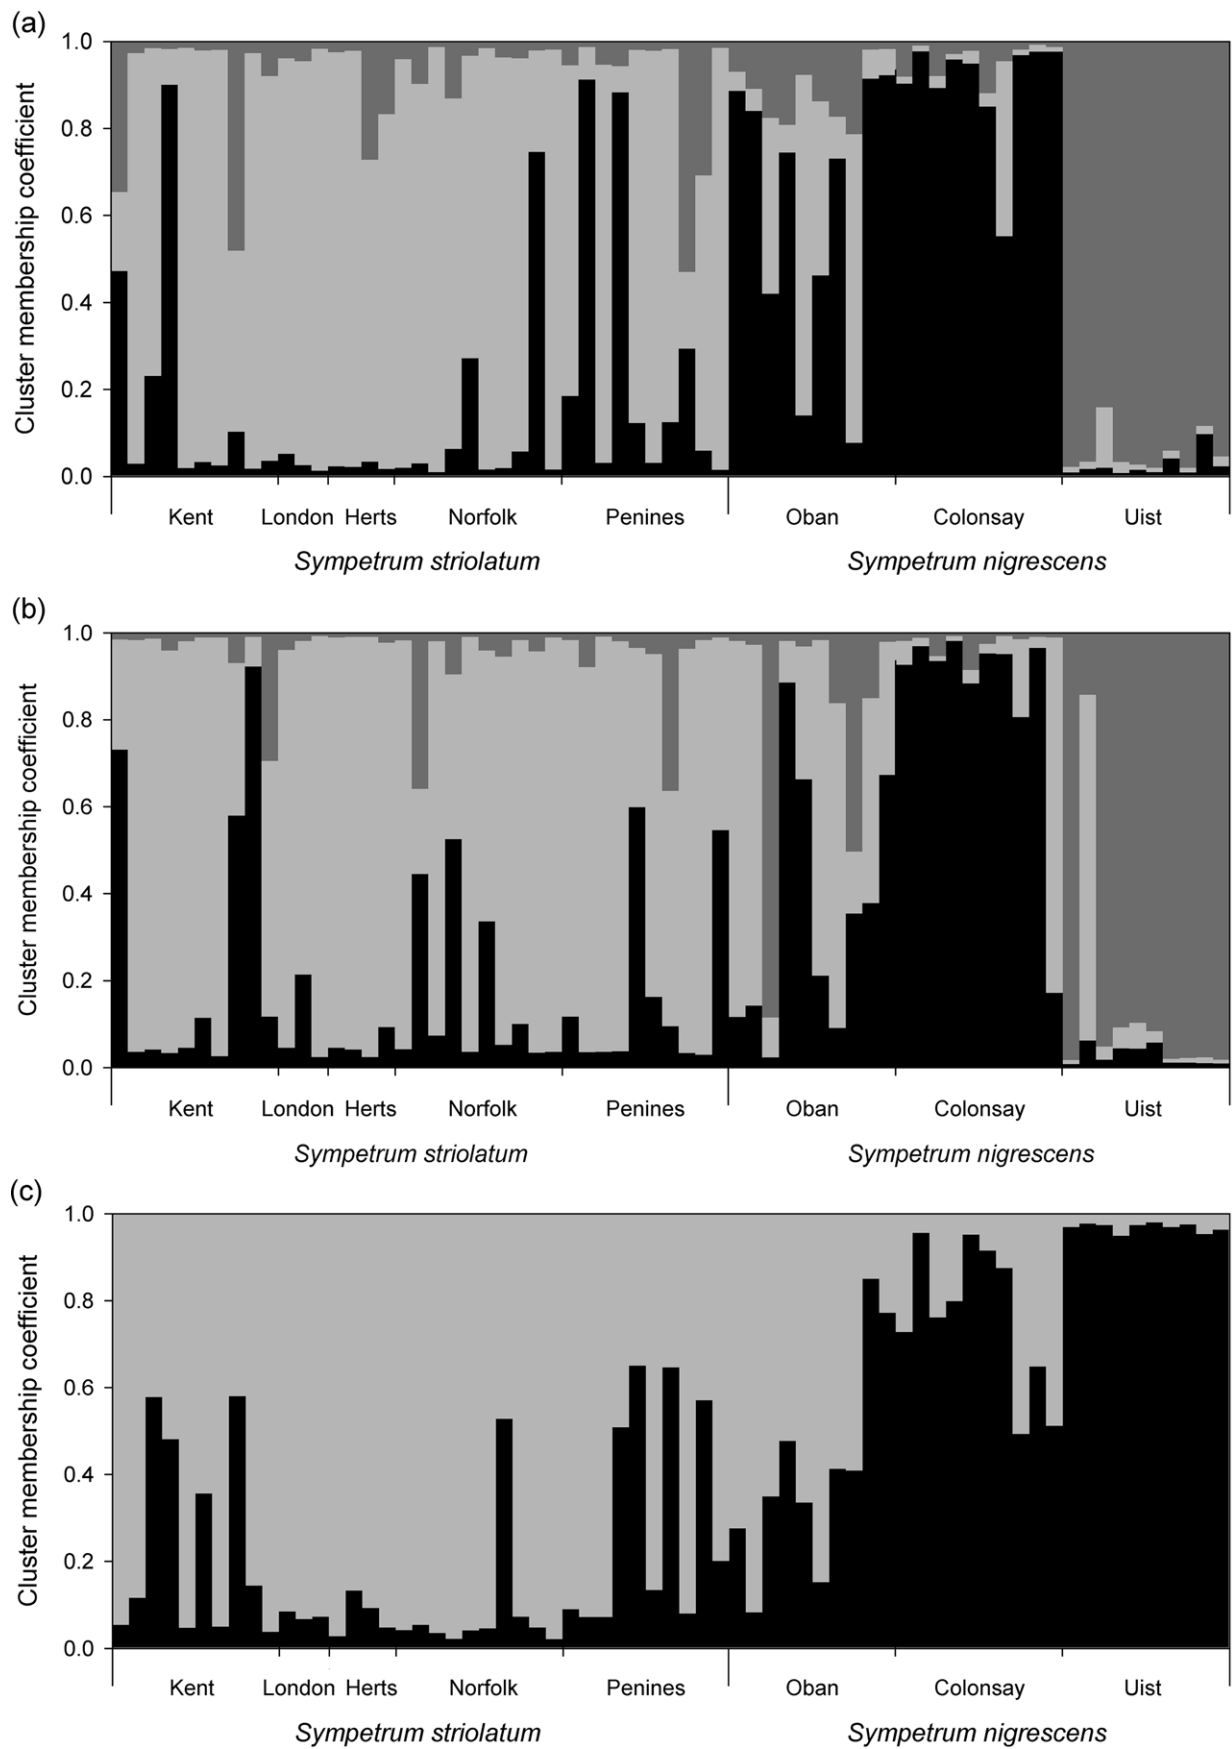 (a)
Cluster membership coefficient
1.0
0.8
0.6
0.4
0.2
0.0
Kent London Herts Norfolk Penines Oban Colonsay Uist
Sympetrum striolatum Sympetrum nigrescens
(b)
Cluster membership coefficient
1.0
0.8
0.6
0.4
0.2
0.0
Kent London Herts Norfolk Penines Oban Colonsay Uist
Sympetrum striolatum Sympetrum nigrescens
(c)
Cluster membership coefficient
1.0
0.8
0.6
0.4
0.2
0.0
Kent London Herts Norfolk Penines Oban Colonsay Uist
Sympetrum striolatum Sympetrum nigrescens